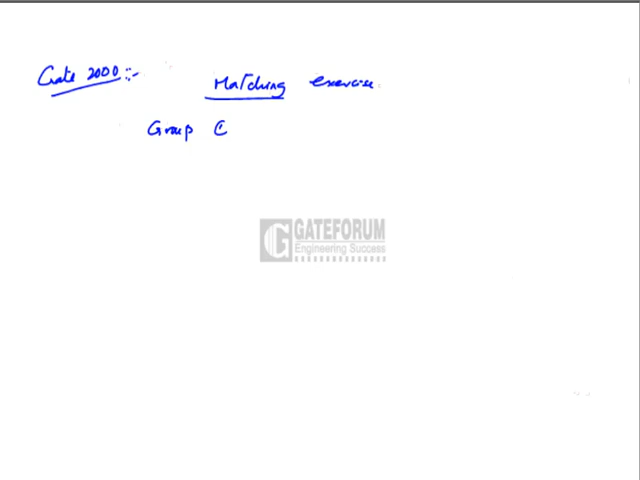 Gate 2000 :-
Matching exercise
Group (
GATEFORUM
Engineering Success